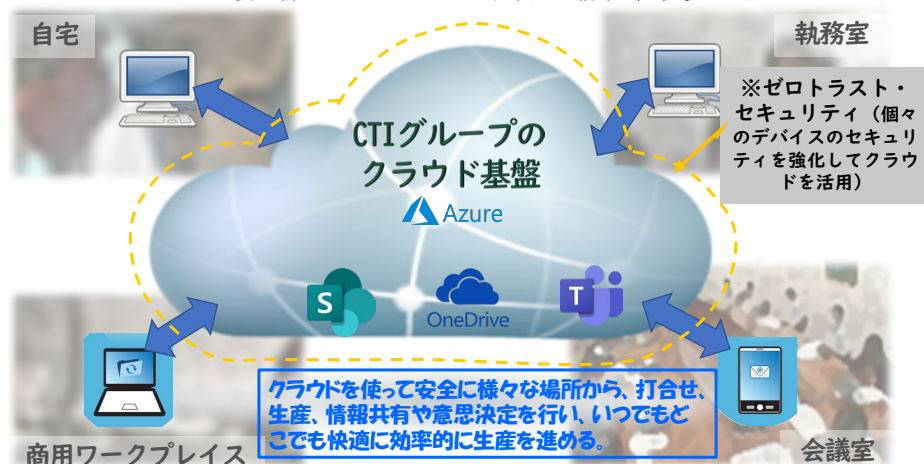 自宅
執務室
※ゼロトラスト・
セキュリティ（個々
のデバイスのセキュリ
ティを強化してクラウ
ドを活用）
CTIグループの
クラウド基盤
Azure
S
OneDrive
T
クラウドを使って安全に様々な場所から、打合せ、
生産、情報共有や意思決定を行い、いつでもど
こでも快適に効率的に生産を進める。
商用ワークプレイス
会議室